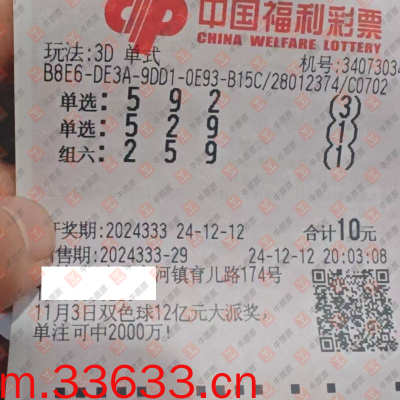 中国福利彩票
CHINA WELFARE LOTTERY
玩法:3D 单式
机号:3407303
B8E6-DE3A-9DD1-0E93-B15C/28012374/C0702
单选: 5 9 2 (3)
单选: 5 2 9 (1)
组六: 2 5 9 (1)
奖期:2024333 24-12-12 合计10元
售期:2024333-29 24-12-12 20:03:08
河镇育儿路174号
11月3日双色球12亿元大派奖,
单注可中2000万!
m.33633.cn